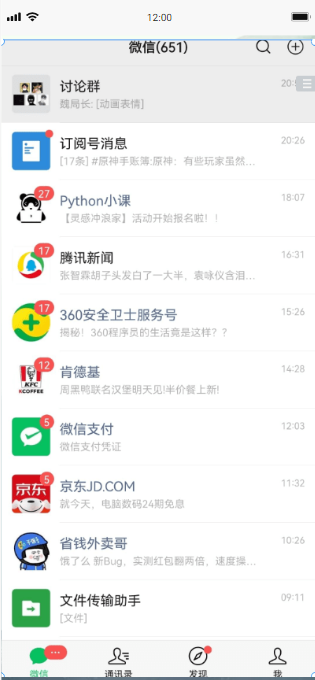 12:00
微信(651)
讨论群
魏局长: [动画表情]
订阅号消息
20:26
[17条] #原神手账簿:原神：有些玩家虽然...
27
Python小课
18:07
【灵感冲浪家】活动开始报名啦！！
17
腾讯新闻
16:31
张智霖胡子头发白了一大半，袁咏仪含泪...
17
360安全卫士服务号
15:26
揭秘！360程序员的生活竟是这样？？
12
肯德基
14:28
KFC
KCOFFEE
周黑鸭联名汉堡明天见!半价餐上新!
5
微信支付
12:03
微信支付凭证
5
京东JD.COM
11:32
京东
就今天，电脑数码24期免息
省钱外卖哥
10:26
饿了么 新Bug，实测红包翻两倍，速度操...
文件传输助手
09:11
[文件]
微信
通讯录
发现
我